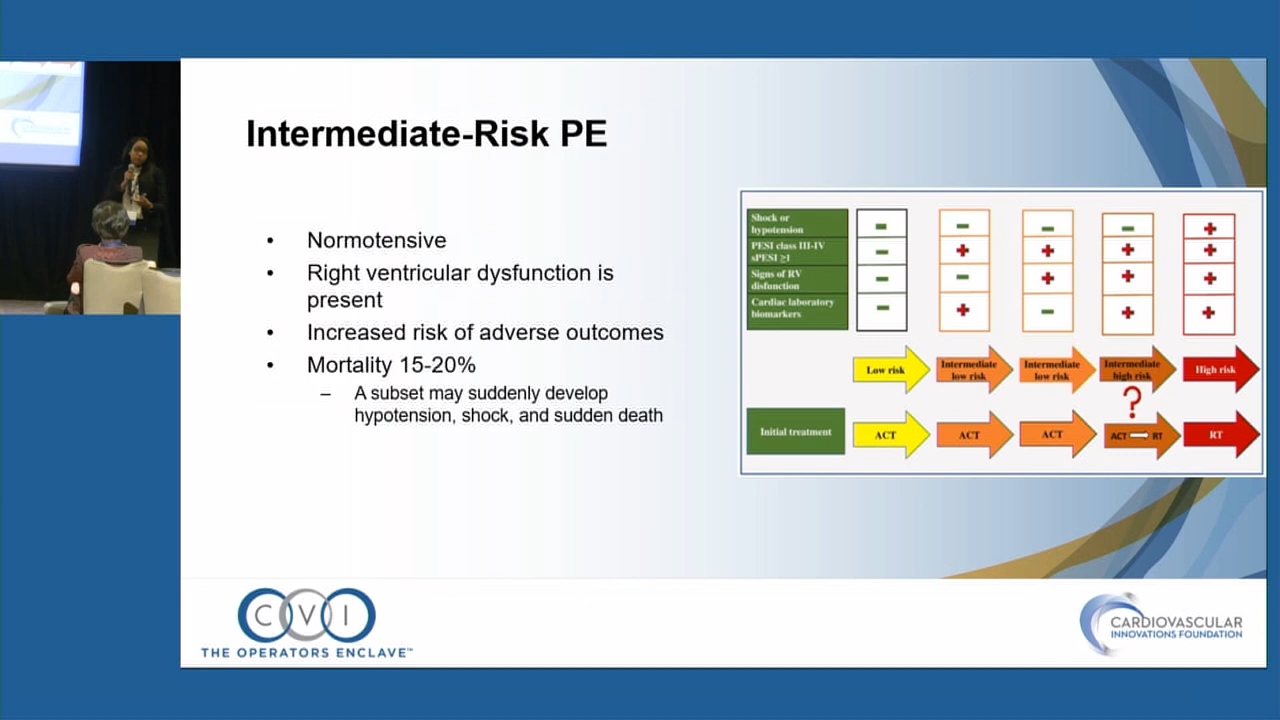 Intermediate-Risk PE
• Normotensive
• Right ventricular dysfunction is
present
• Increased risk of adverse outcomes
• Mortality 15-20%
– A subset may suddenly develop
hypotension, shock, and sudden death
Shock or
hypotension
- - - - +
PESI class III-IV
sPESI ≥1
- + + + +
Signs of RV
disfunction
- - + + +
Cardiac laboratory
biomarkers
- + - + +
Low risk
Intermediate
low risk
Intermediate
low risk
Intermediate
high risk
High risk
?
Initial treatment
ACT
ACT
ACT
ACT RT
RT
CVI
THE OPERATORS ENCLAVE™
CARDIOVASCULAR
INNOVATIONS FOUNDATION